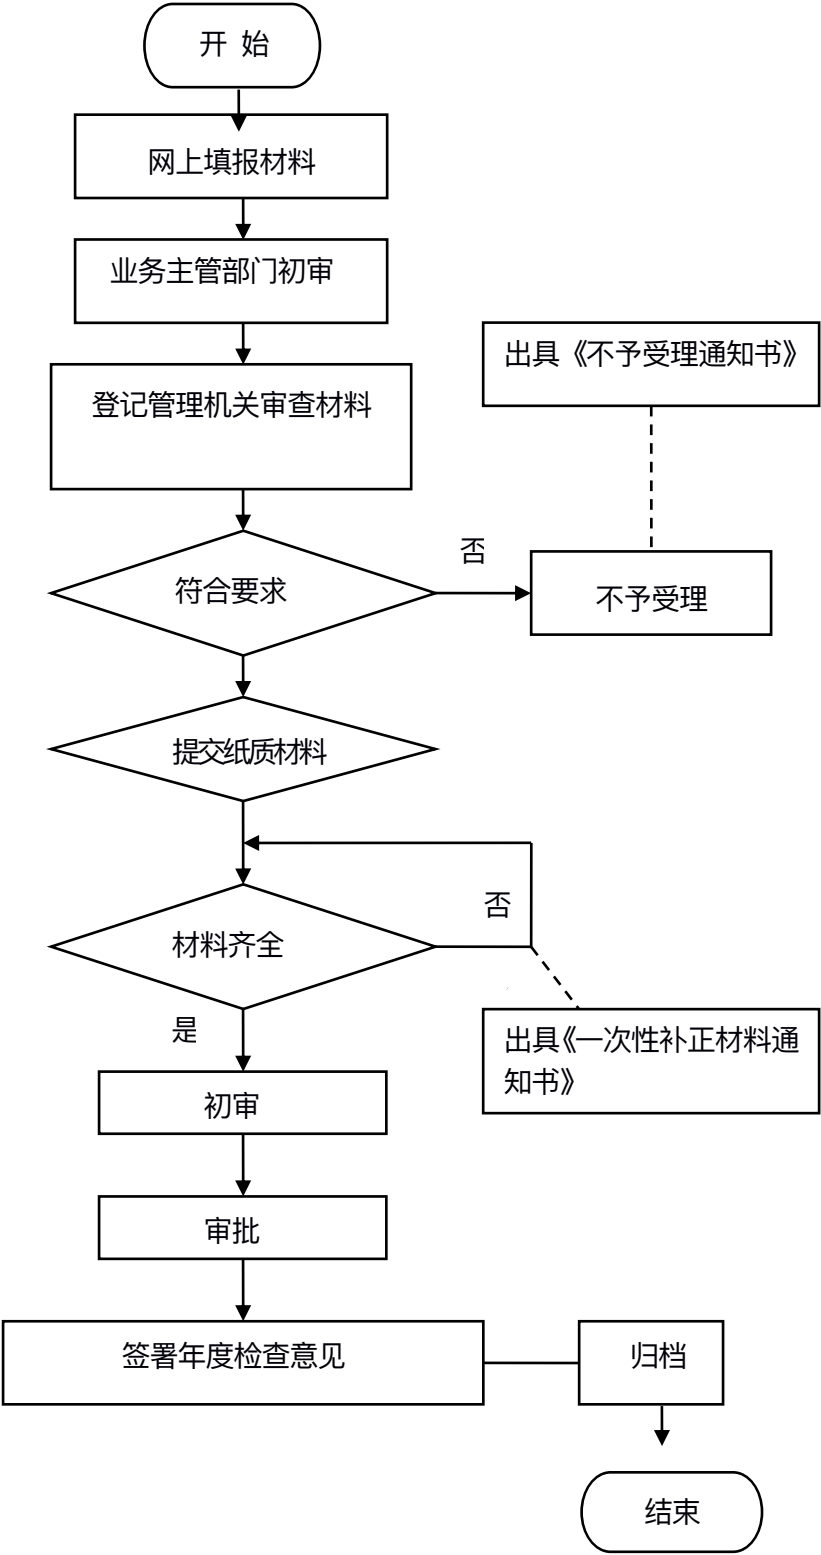 开 始
网上填报材料
业务主管部门初审
出具《不予受理通知书》
登记管理机关审查材料
否
符合要求
不予受理
提交纸质材料
否
材料齐全
是
出具《一次性补正材料通
知书》
初审
审批
签署年度检查意见
归档
结束